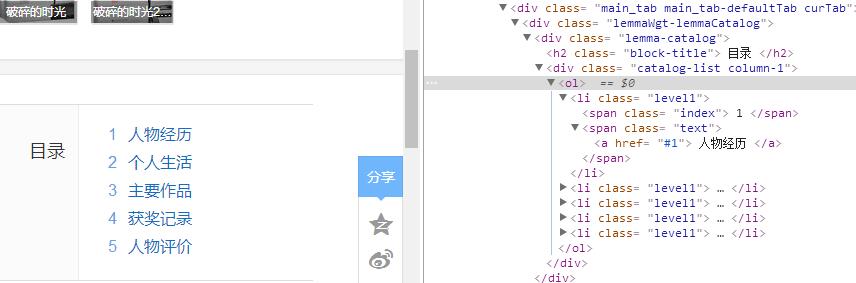 破碎的时光 破碎的时光2...
目录
1 人物经历
2 个人生活
3 主要作品
4 获奖记录
5 人物评价
分享
▼<div class= "main_tab main_tab-defaultTab curTab">
▼<div class= "lemmaWgt-lemmaCatalog">
▼<div class= "lemma-catalog">
<h2 class= "block-title"> 目录 </h2>
▼<div class= "catalog-list column-1">
… ▼<ol> == $0
▼<li class= "level1">
<span class= "index"> 1 </span>
▼<span class= "text">
<a href= "#1"> 人物经历 </a>
</span>
</li>
▶<li class= "level1"> … </li>
▶<li class= "level1"> … </li>
▶<li class= "level1"> … </li>
▶<li class= "level1"> … </li>
</ol>
</div>
</div>